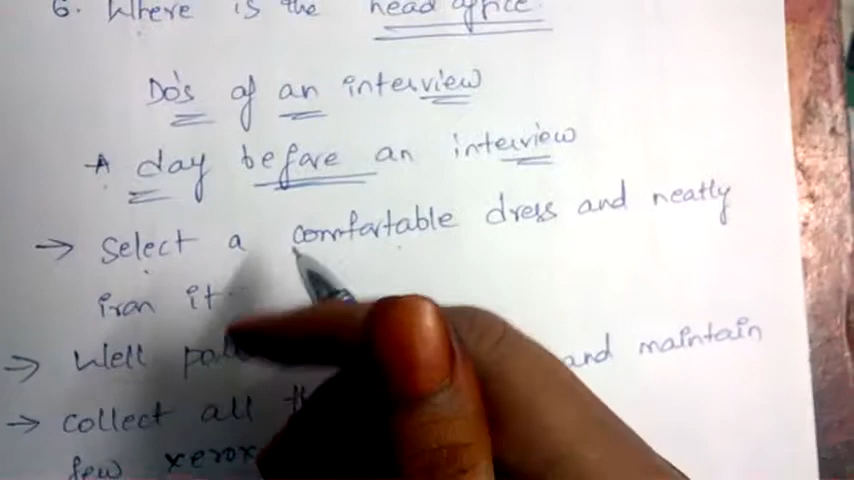 6. Where is the head office
Do's of an interview
A day before an interview
→ Select a comfortable dress and neatly
iron it
→ Well and maintain
→ collect all
few xerox